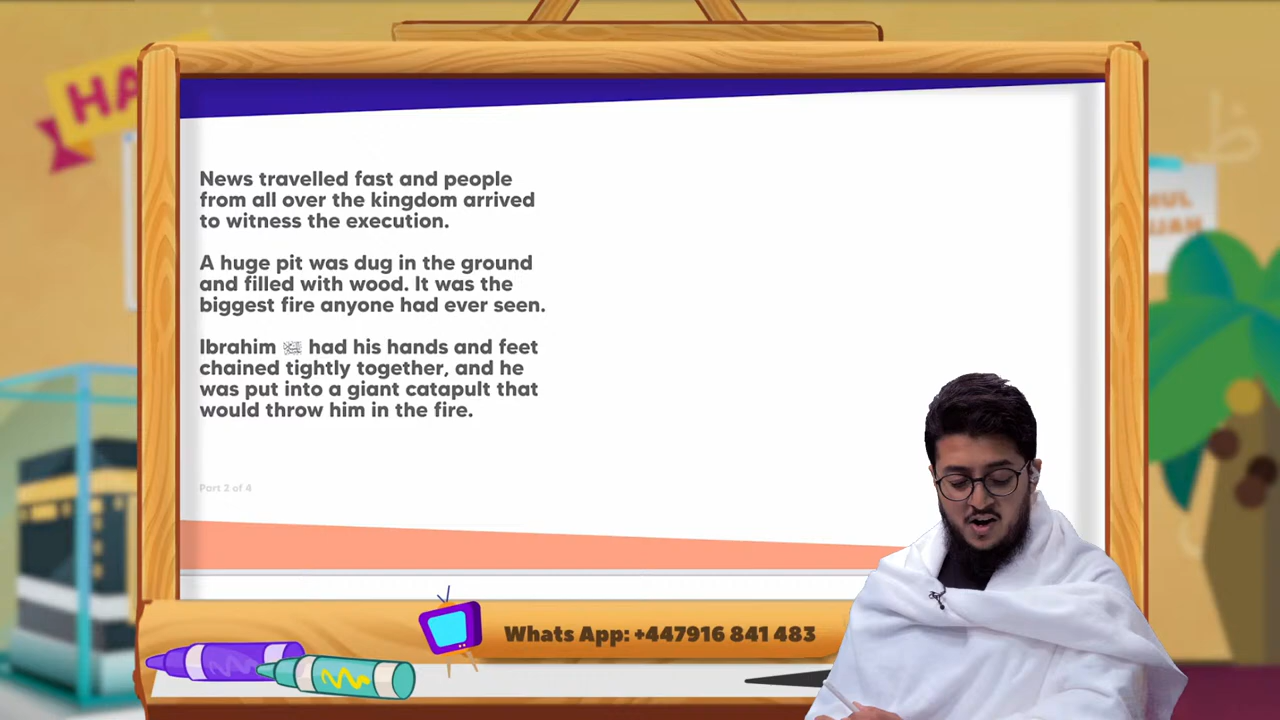 HA
News travelled fast and people
from all over the kingdom arrived
to witness the execution.
A huge pit was dug in the ground
and filled with wood. It was the
biggest fire anyone had ever seen.
Ibrahim ﷺ had his hands and feet
chained tightly together, and he
was put into a giant catapult that
would throw him in the fire.
Part 2 of 4
Whats App: +447916 841 483
ظ